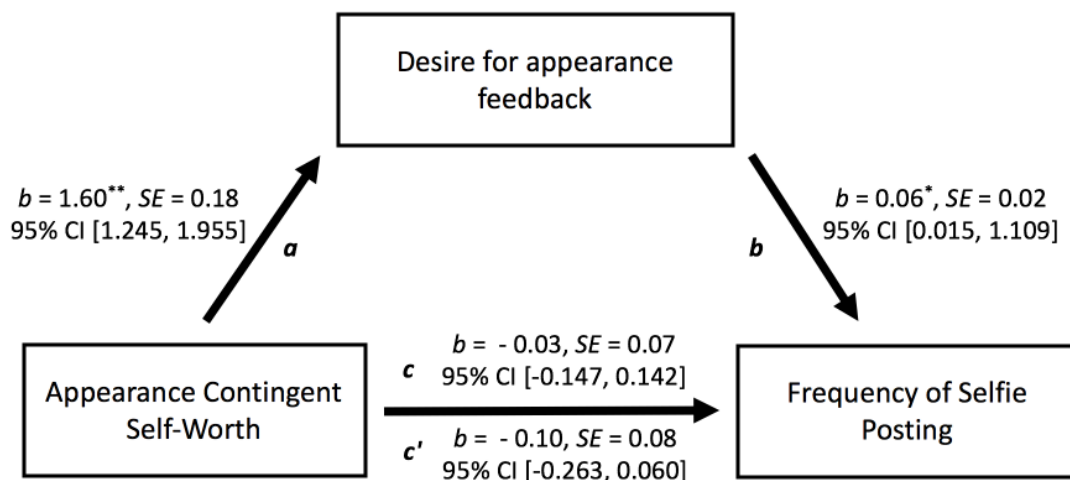 Desire for appearance
feedback
b = 1.60**, SE = 0.18
95% CI [1.245, 1.955]
a
b = 0.06*, SE = 0.02
95% CI [0.015, 1.109]
b
Appearance Contingent
Self-Worth
c
b = - 0.03, SE = 0.07
95% CI [-0.147, 0.142]
c'
b = - 0.10, SE = 0.08
95% CI [-0.263, 0.060]
Frequency of Selfie
Posting